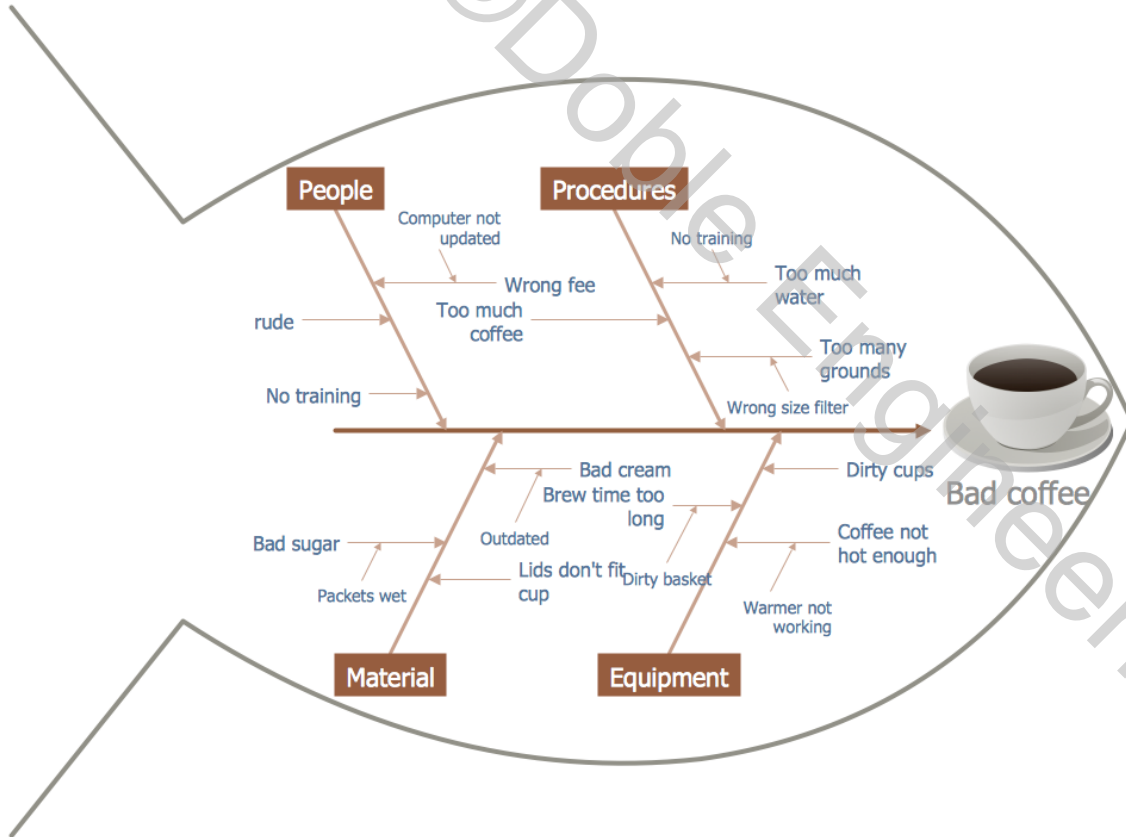 ©Doble Engineeri
People
Procedures
Computer not
updated
No training
Wrong fee
Too much
water
rude
Too much
coffee
Too many
grounds
No training
Wrong size filter
Bad cream
Dirty cups
Brew time too
long
Bad coffee
Bad sugar
Outdated
Coffee not
hot enough
Packets wet
Lids don't fit
cup
Dirty basket
Warmer not
working
Material
Equipment